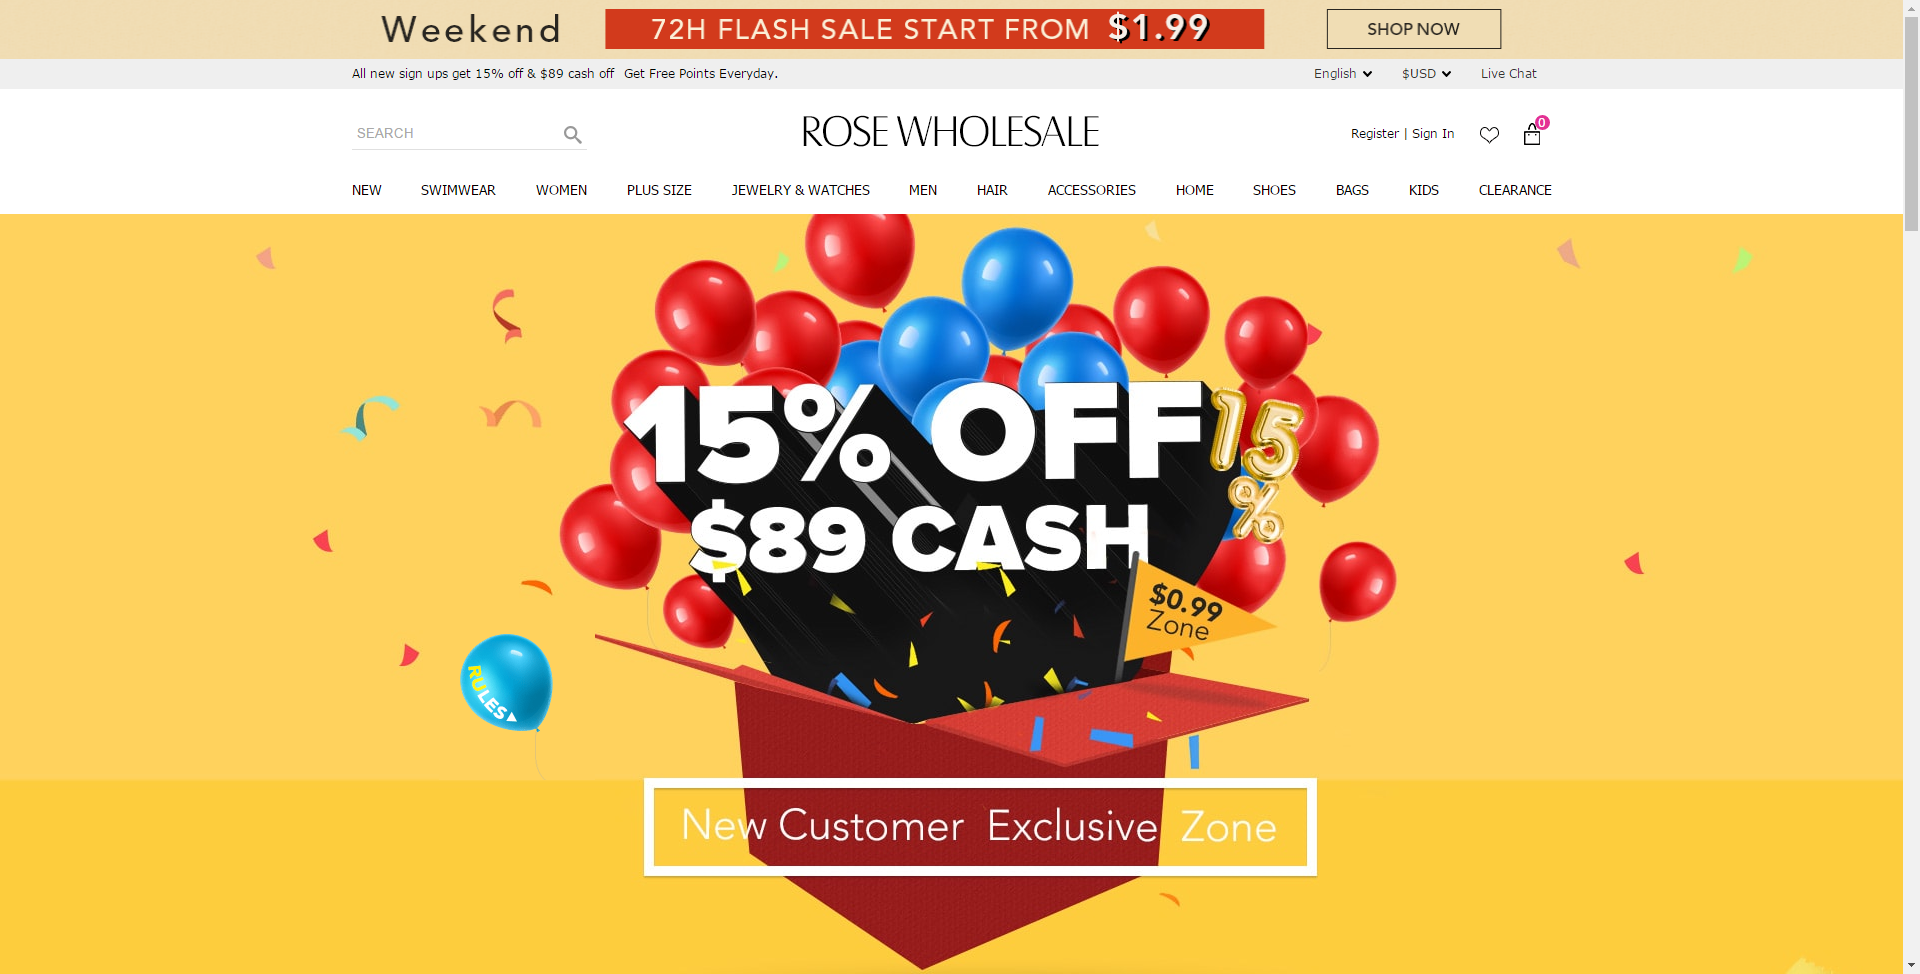 Weekend 72H FLASH SALE START FROM $1.99 SHOP NOW
All new sign ups get 15% off & $89 cash off Get Free Points Everyday. English $USD Live Chat
SEARCH ROSE WHOLESALE Register | Sign In 0
NEW SWIMWEAR WOMEN PLUS SIZE JEWELRY & WATCHES MEN HAIR ACCESSORIES HOME SHOES BAGS KIDS CLEARANCE
15% OFF 15
%
$89 CASH
$0.99
Zone
RULES
New Customer Exclusive Zone